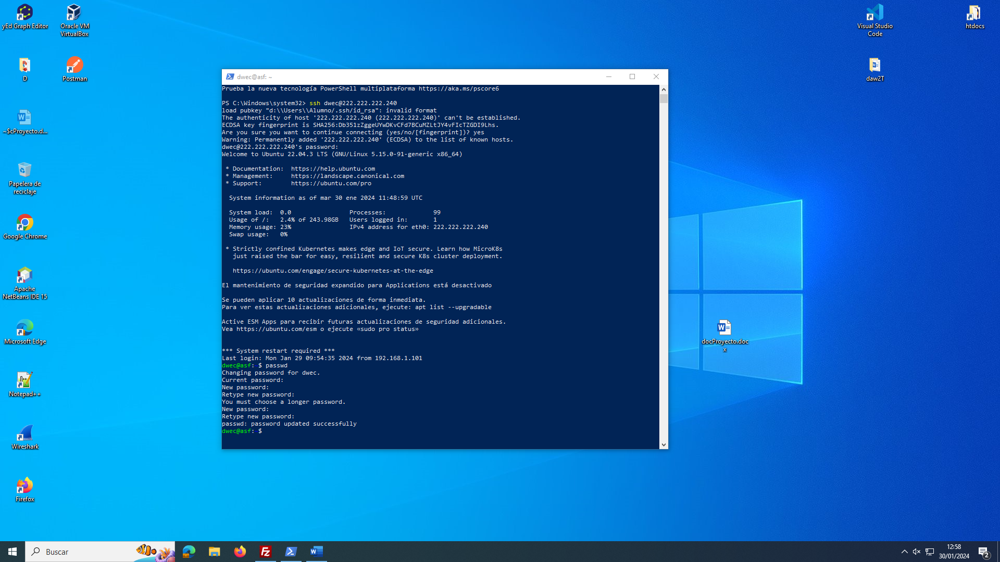 yEd Graph Editor
Oracle VM
VirtualBox
Visual Studio
Code
htdocs
D
Postman
daw2T
~$cProyecto.d...
Papelera de
reciclaje
Google Chrome
Apache
NetBeans IDE 15
Microsoft Edge
Notepad++
Wireshark
Firefox
docProyecto.doc
x
dwec@asf: ~
Prueba la nueva tecnología PowerShell multiplataforma https://aka.ms/pscore6
PS C:\Windows\system32> ssh dwec@222.222.222.240
load pubkey "d:\\Users\\Alumno/.ssh/id_rsa": invalid format
The authenticity of host '222.222.222.240 (222.222.222.240)' can't be established.
ECDSA key fingerprint is SHA256:Db351zZggeUYwDKvCFd7BCuMZLtJY4vFIcTZGDI9Lhs.
Are you sure you want to continue connecting (yes/no/[fingerprint])? yes
Warning: Permanently added '222.222.222.240' (ECDSA) to the list of known hosts.
dwec@222.222.222.240's password:
Welcome to Ubuntu 22.04.3 LTS (GNU/Linux 5.15.0-91-generic x86_64)
* Documentation:  https://help.ubuntu.com
* Management:     https://landscape.canonical.com
* Support:        https://ubuntu.com/pro
System information as of mar 30 ene 2024 11:48:59 UTC
System load:  0.0                Processes:             99
Usage of /:   2.4% of 243.98GB   Users logged in:       1
Memory usage: 23%                IPv4 address for eth0: 222.222.222.240
Swap usage:   0%
* Strictly confined Kubernetes makes edge and IoT secure. Learn how MicroK8s
just raised the bar for easy, resilient and secure K8s cluster deployment.
https://ubuntu.com/engage/secure-kubernetes-at-the-edge
El mantenimiento de seguridad expandido para Applications está desactivado
Se pueden aplicar 10 actualizaciones de forma inmediata.
Para ver estas actualizaciones adicionales, ejecute: apt list --upgradable
Active ESM Apps para recibir futuras actualizaciones de seguridad adicionales.
Vea https://ubuntu.com/esm o ejecute «sudo pro status»
*** System restart required ***
Last login: Mon Jan 29 09:54:35 2024 from 192.168.1.101
dwec@asf: $ passwd
Changing password for dwec.
Current password:
New password:
Retype new password:
You must choose a longer password.
New password:
Retype new password:
passwd: password updated successfully
dwec@asf: $
Buscar
12:58
30/01/2024
2